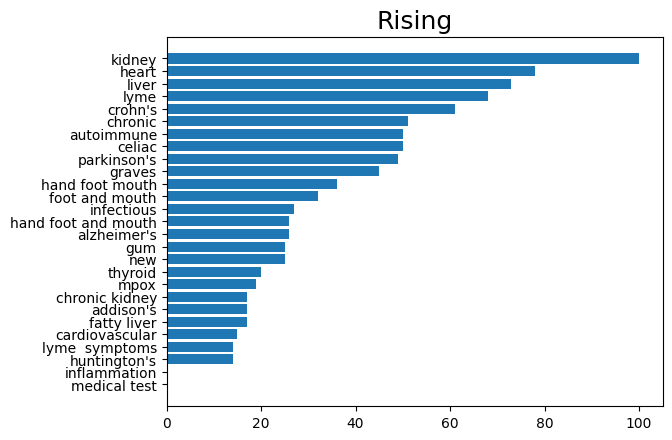 Rising
kidney
heart
liver
lyme
crohn's
chronic
autoimmune
celiac
parkinson's
graves
hand foot mouth
foot and mouth
infectious
hand foot and mouth
alzheimer's
gum
new
thyroid
mpox
chronic kidney
addison's
fatty liver
cardiovascular
lyme  symptoms
huntington's
inflammation
medical test
0 20 40 60 80 100